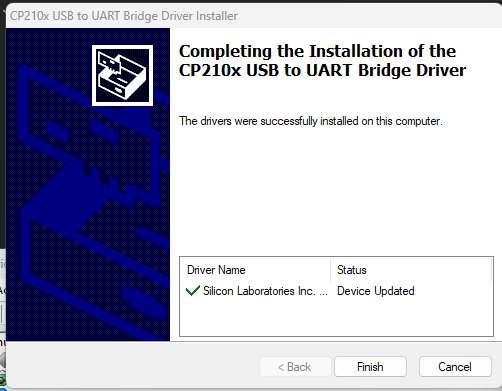 CP210x USB to UART Bridge Driver Installer
Completing the Installation of the
CP210x USB to UART Bridge Driver
The drivers were successfully installed on this computer.
Driver Name Status
Silicon Laboratories Inc. ... Device Updated
< Back Finish Cancel